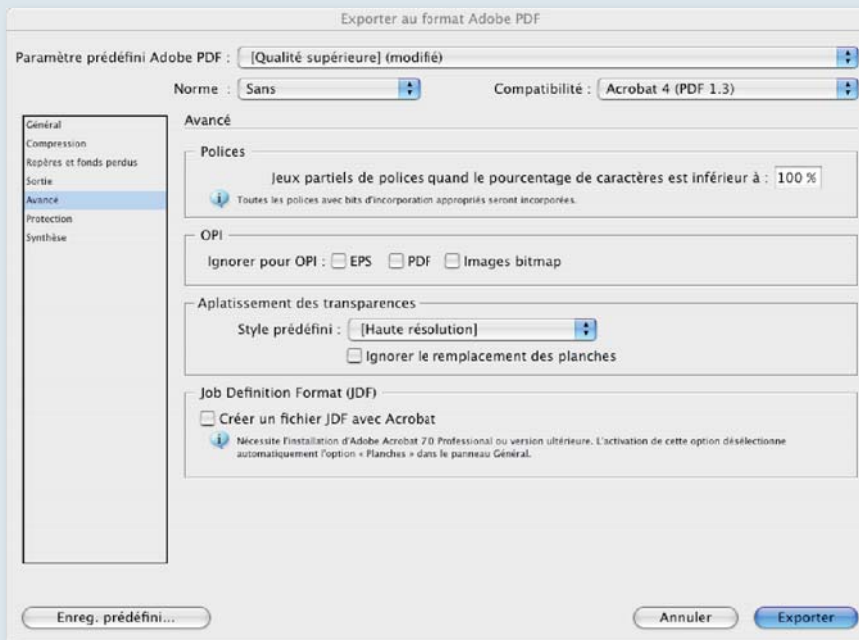 Exporter au format Adobe PDF
Paramètre prédéfini Adobe PDF : [Qualité supérieure] (modifié)
Norme : Sans Compatibilité : Acrobat 4 (PDF 1.3)
Général
Compression
Repères et fonds perdus
Sortie
Avancé
Protection
Synthèse
Avancé
Polices
Jeux partiels de polices quand le pourcentage de caractères est inférieur à : 100 %
Toutes les polices avec bits d'incorporation appropriés seront incorporées.
OPI
Ignorer pour OPI : EPS PDF Images bitmap
Aplatissement des transparences
Style prédéfini : [Haute résolution]
Ignorer le remplacement des planches
Job Definition Format (JDF)
Créer un fichier JDF avec Acrobat
Nécessite l'installation d'Adobe Acrobat 7.0 Professional ou version ultérieure. L'activation de cette option désélectionne
automatiquement l'option « Planches » dans le panneau Général.
Enreg. prédéfini... Annuler Exporter